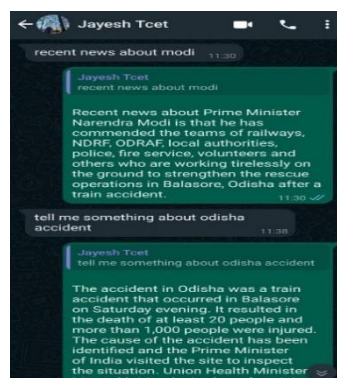 Jayesh Tcet
recent news about modi 11:30
Jayesh Tcet
recent news about modi
Recent news about Prime Minister
Narendra Modi is that he has
commended the teams of railways,
NDRF, ODRAF, local authorities,
police, fire service, volunteers and
others who are working tirelessly on
the ground to strengthen the rescue
operations in Balasore, Odisha after a
train accident.
11:30
tell me something about odisha
accident 11:38
Jayesh Tcet
tell me something about odisha accident
The accident in Odisha was a train
accident that occurred in Balasore
on Saturday evening. It resulted in
the death of at least 20 people and
more than 1,000 people were injured.
The cause of the accident has been
identified and the Prime Minister
of India visited the site to inspect
the situation. Union Health Minister